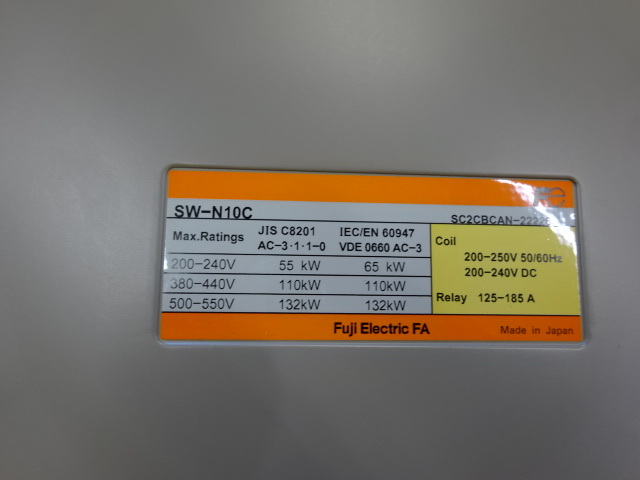 SW-N10C
SC2CBCAN-2222
Max.Ratings
JIS C8201
AC-3·1·1-0
IEC/EN 60947
VDE 0660 AC-3
200-240V 55 kW 65 kW
380-440V 110kW 110kW
500-550V 132kW 132kW
Coil
200-250V 50/60Hz
200-240V DC
Relay 125-185 A
Fuji Electric FA
Made in Japan